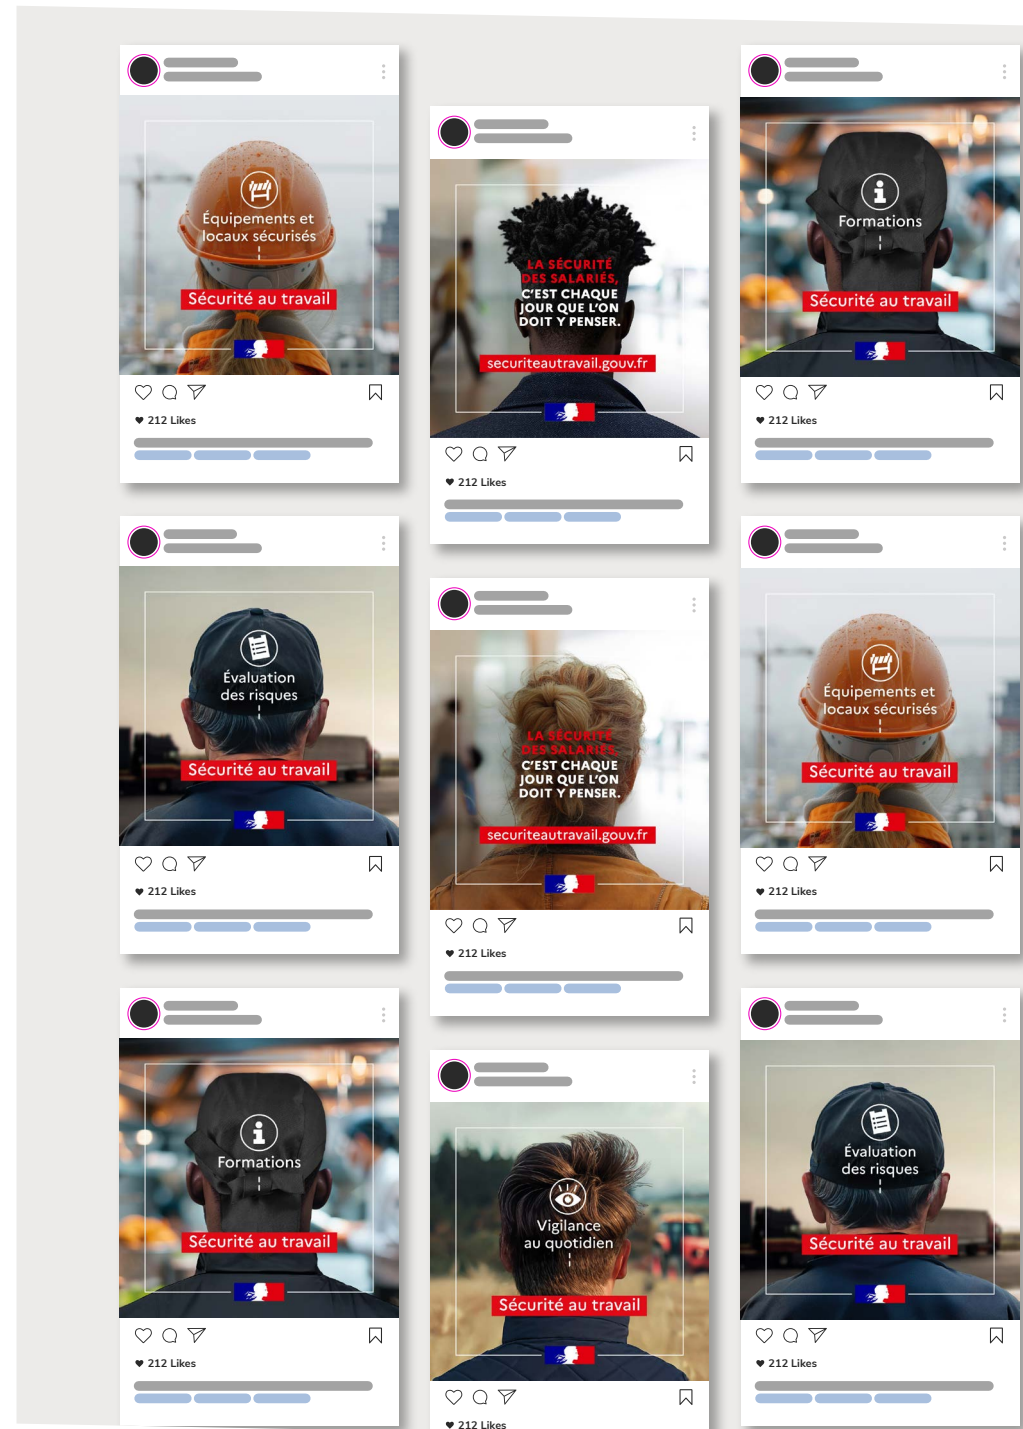 Équipements et
locaux sécurisés
Sécurité au travail
212 Likes
LA SÉCURITÉ
DES SALARIÉS,
C'EST CHAQUE
JOUR QUE L'ON
DOIT Y PENSER.
securiteautravail.gouv.fr
212 Likes
Formations
Sécurité au travail
212 Likes
Évaluation
des risques
Sécurité au travail
212 Likes
LA SÉCURITÉ
DES SALARIÉS,
C'EST CHAQUE
JOUR QUE L'ON
DOIT Y PENSER.
securiteautravail.gouv.fr
212 Likes
Équipements et
locaux sécurisés
Sécurité au travail
212 Likes
Formations
Sécurité au travail
212 Likes
Vigilance
au quotidien
Sécurité au travail
212 Likes
Évaluation
des risques
Sécurité au travail
212 Likes